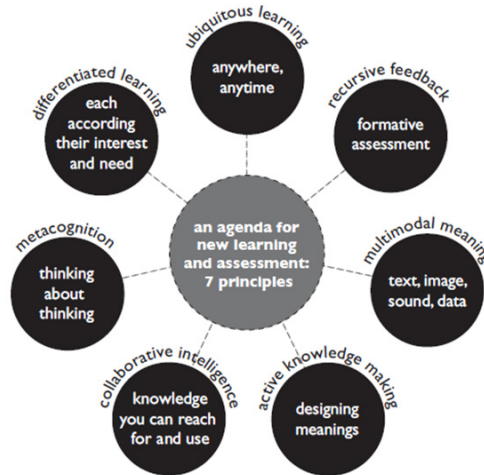 ubiquitous learning
anywhere,
anytime
recursive feedback
formative
assessment
multimodal meaning
text, image,
sound, data
active knowledge making
designing
meanings
collaborative intelligence
knowledge
you can reach
for and use
metacognition
thinking
about
thinking
differentiated learning
each
according
their interest
and need
an agenda for
new learning
and assessment:
7 principles